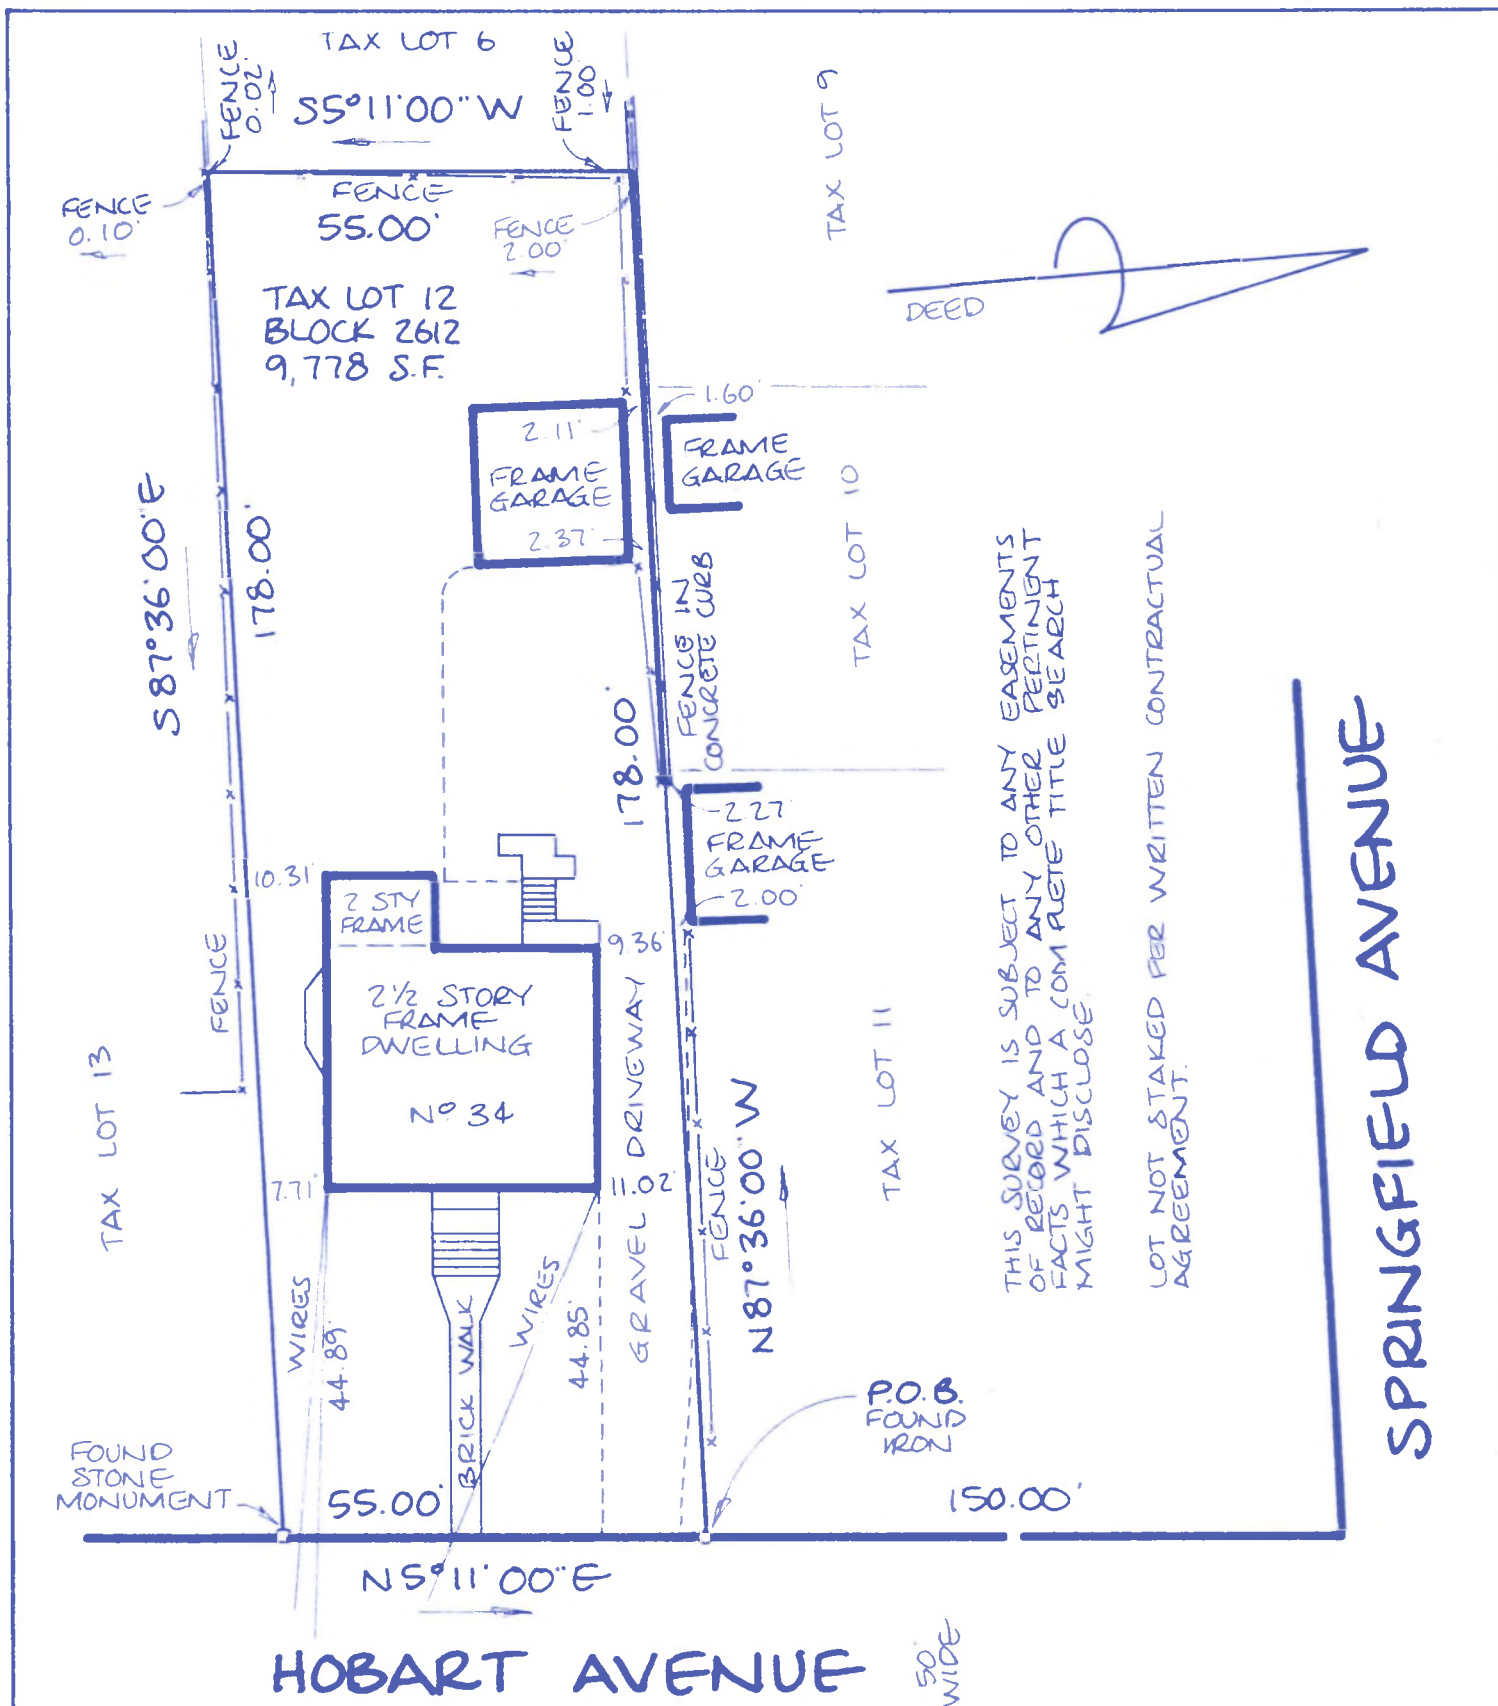 TAX LOT 6
FENCE
0.02'
S5°11'00"W
FENCE
1.00
TAX LOT 9
FENCE
0.10'
FENCE
55.00'
FENCE
2.00
TAX LOT 12
BLOCK 2612
9,778 S.F.
DEED
1.60'
2.11'
FRAME
GARAGE
2.37'
FRAME
GARAGE
TAX LOT 10
S87°36'00"E
178.00'
FENCE IN
CONCRETE CURB
178.00'
2.27
FRAME
GARAGE
2.00'
10.31'
2 STY
FRAME
9.36'
2½ STORY
FRAME
DWELLING
Nº 34
FENCE
TAX LOT 13
7.71'
11.02'
GRAVEL DRIVEWAY
FENCE
N87°36'00"W
TAX LOT 11
THIS SURVEY IS SUBJECT TO ANY EASEMENTS
OF RECORD AND TO ANY OTHER PERTINENT
FACTS WHICH A COMPLETE TITLE SEARCH
MIGHT DISCLOSE.
LOT NOT STAKED PER WRITTEN CONTRACTUAL
AGREEMENT.
SPRINGFIELD AVENUE
WIRES
44.89'
BRICK WALK
WIRES
44.85'
P.O.B.
FOUND
IRON
FOUND
STONE
MONUMENT
55.00'
150.00'
N5°11'00"E
HOBART AVENUE
50'
WIDE